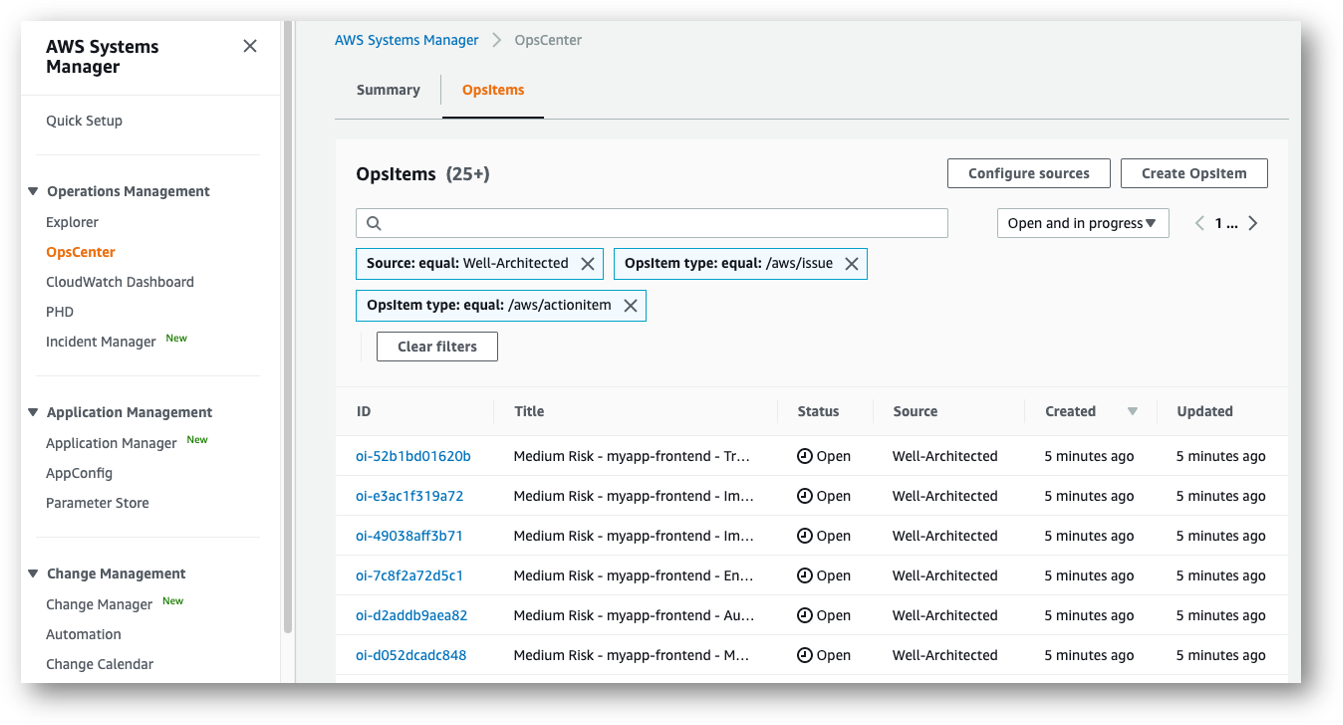 AWS Systems
Manager
Quick Setup
Operations Management
Explorer
OpsCenter
CloudWatch Dashboard
PHD
Incident Manager New
Application Management
Application Manager New
AppConfig
Parameter Store
Change Management
Change Manager New
Automation
Change Calendar
AWS Systems Manager > OpsCenter
Summary OpsItems
OpsItems (25+) Configure sources Create OpsItem
Open and in progress 1 ...
Source: equal: Well-Architected OpsItem type: equal: /aws/issue
OpsItem type: equal: /aws/actionitem
Clear filters
ID Title Status Source Created Updated
oi-52b1bd01620b Medium Risk - myapp-frontend - Tr... Open Well-Architected 5 minutes ago 5 minutes ago
oi-e3ac1f319a72 Medium Risk - myapp-frontend - Im... Open Well-Architected 5 minutes ago 5 minutes ago
oi-49038aff3b71 Medium Risk - myapp-frontend - Im... Open Well-Architected 5 minutes ago 5 minutes ago
oi-7c8f2a72d5c1 Medium Risk - myapp-frontend - En... Open Well-Architected 5 minutes ago 5 minutes ago
oi-d2addb9aea82 Medium Risk - myapp-frontend - Au... Open Well-Architected 5 minutes ago 5 minutes ago
oi-d052dcadc848 Medium Risk - myapp-frontend - M... Open Well-Architected 5 minutes ago 5 minutes ago